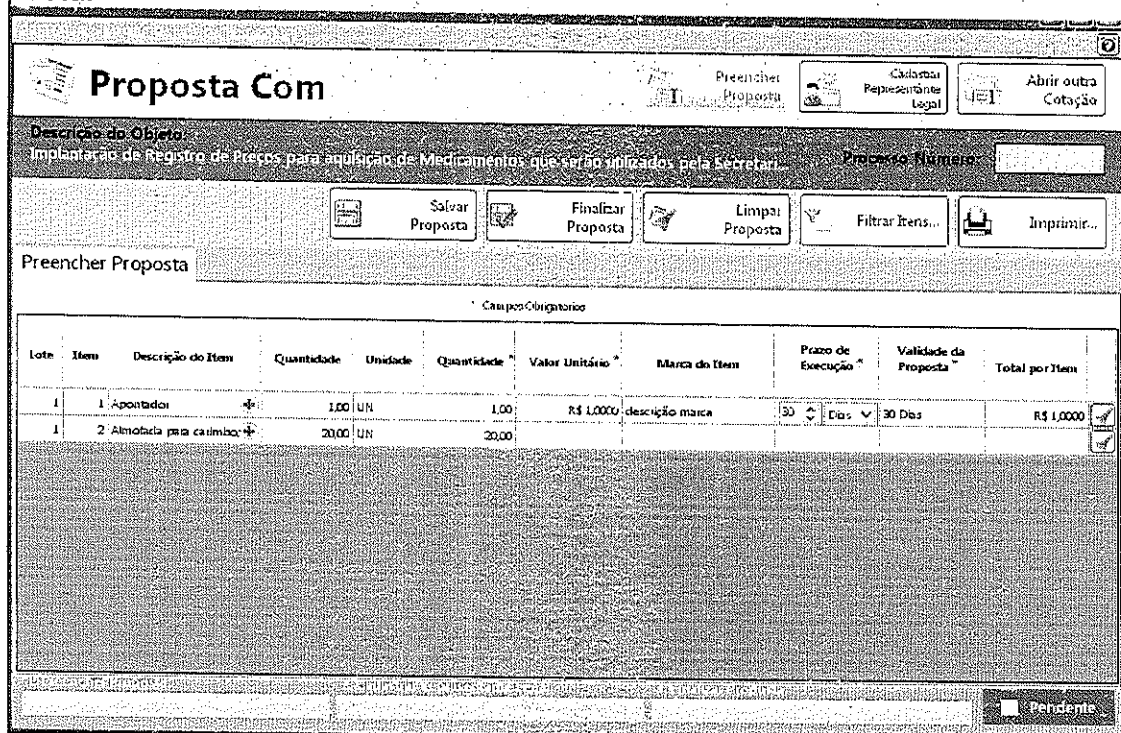 Proposta Com
Preencher Proposta
Cadastrar Representante Legal
Abrir outra Cotação
Descrição do Objeto:
Implantação de Registro de Preços para aquisição de Medicamentos que serão utilizados pela Secretari...
Processo Número:
Salvar Proposta
Finalizar Proposta
Limpar Proposta
Filtrar Itens...
Imprimir...
Preencher Proposta
* Campos Obrigatórios
Lote Item Descrição do Item Quantidade Unidade Quantidade * Valor Unitário * Marca do Item Prazo de Execução * Validade da Proposta * Total por Item
1 1 Apontador 1,00 UN 1,00 R$ 1,0000 descrição marca 30 Dias 30 Dias R$ 1,0000
1 2 Almofada para carimbo: 20,00 UN 20,00
Pendente